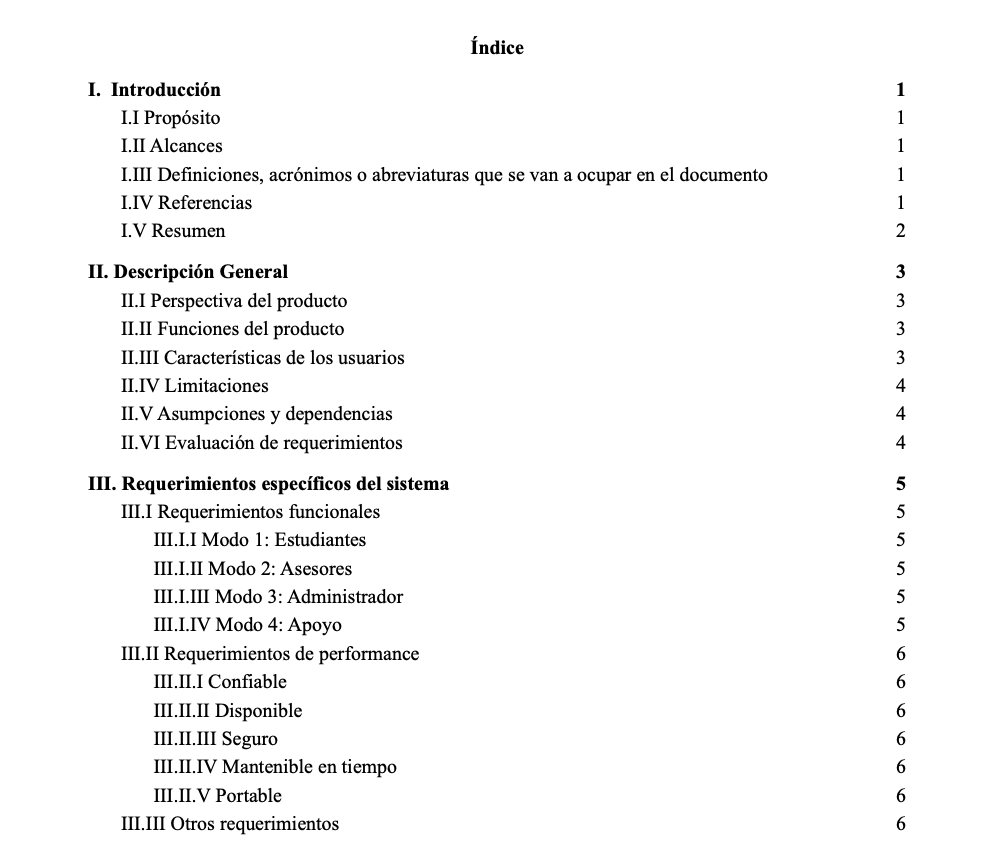 Índice
I. Introducción 1
I.I Propósito 1
I.II Alcances 1
I.III Definiciones, acrónimos o abreviaturas que se van a ocupar en el documento 1
I.IV Referencias 1
I.V Resumen 2
II. Descripción General 3
II.I Perspectiva del producto 3
II.II Funciones del producto 3
II.III Características de los usuarios 3
II.IV Limitaciones 4
II.V Asumpciones y dependencias 4
II.VI Evaluación de requerimientos 4
III. Requerimientos específicos del sistema 5
III.I Requerimientos funcionales 5
III.I.I Modo 1: Estudiantes 5
III.I.II Modo 2: Asesores 5
III.I.III Modo 3: Administrador 5
III.I.IV Modo 4: Apoyo 5
III.II Requerimientos de performance 6
III.II.I Confiable 6
III.II.II Disponible 6
III.II.III Seguro 6
III.II.IV Mantenible en tiempo 6
III.II.V Portable 6
III.III Otros requerimientos 6